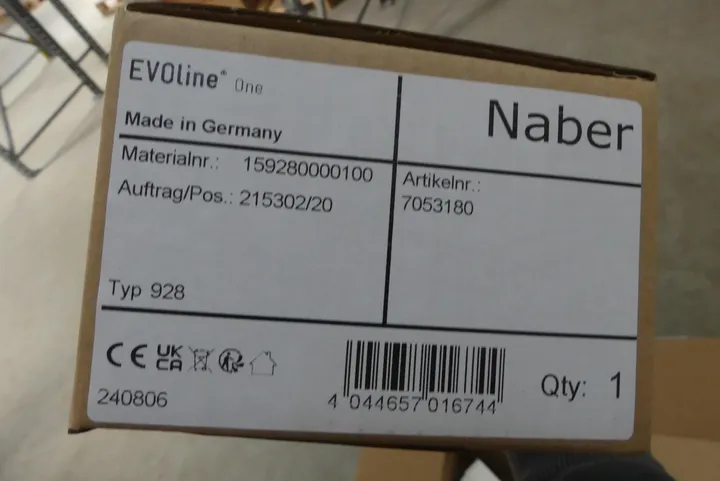 EVOline® One
Naber
Made in Germany
Materialnr.: 159280000100
Auftrag/Pos.: 215302/20
Artikelnr.:
7053180
Typ 928
CE UK CA
240806
4 044657 016744
Qty: 1